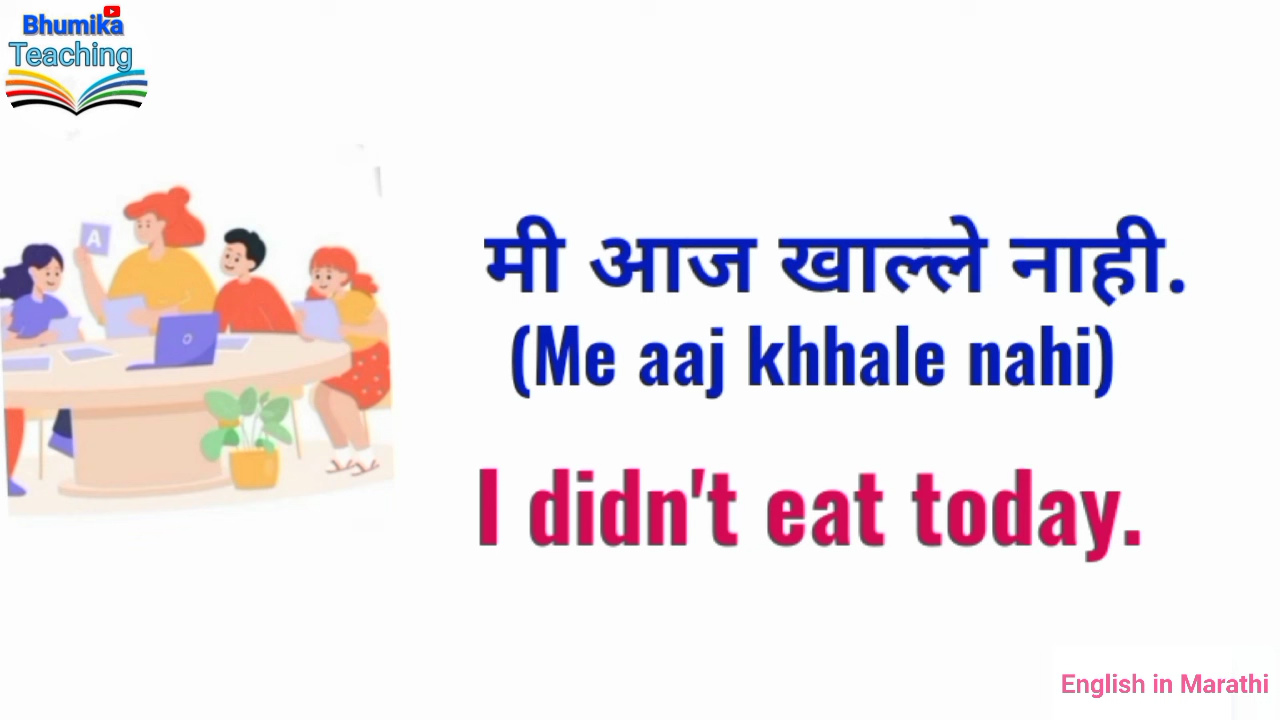 Bhumika
Teaching
A
मी आज खाल्ले नाही.
(Me aaj khhale nahi)
I didn't eat today.
English in Marathi